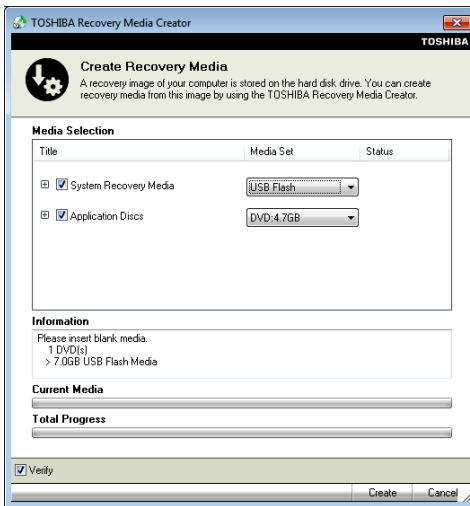 TOSHIBA Recovery Media Creator
TOSHIBA
Create Recovery Media
A recovery image of your computer is stored on the hard disk drive. You can create
recovery media from this image by using the TOSHIBA Recovery Media Creator.
Media Selection
Title Media Set Status
System Recovery Media USB Flash
Application Discs DVD:4.7GB
Information
Please insert blank media.
1 DVD(s)
> 7.0GB USB Flash Media
Current Media
Total Progress
Verify
Create Cancel